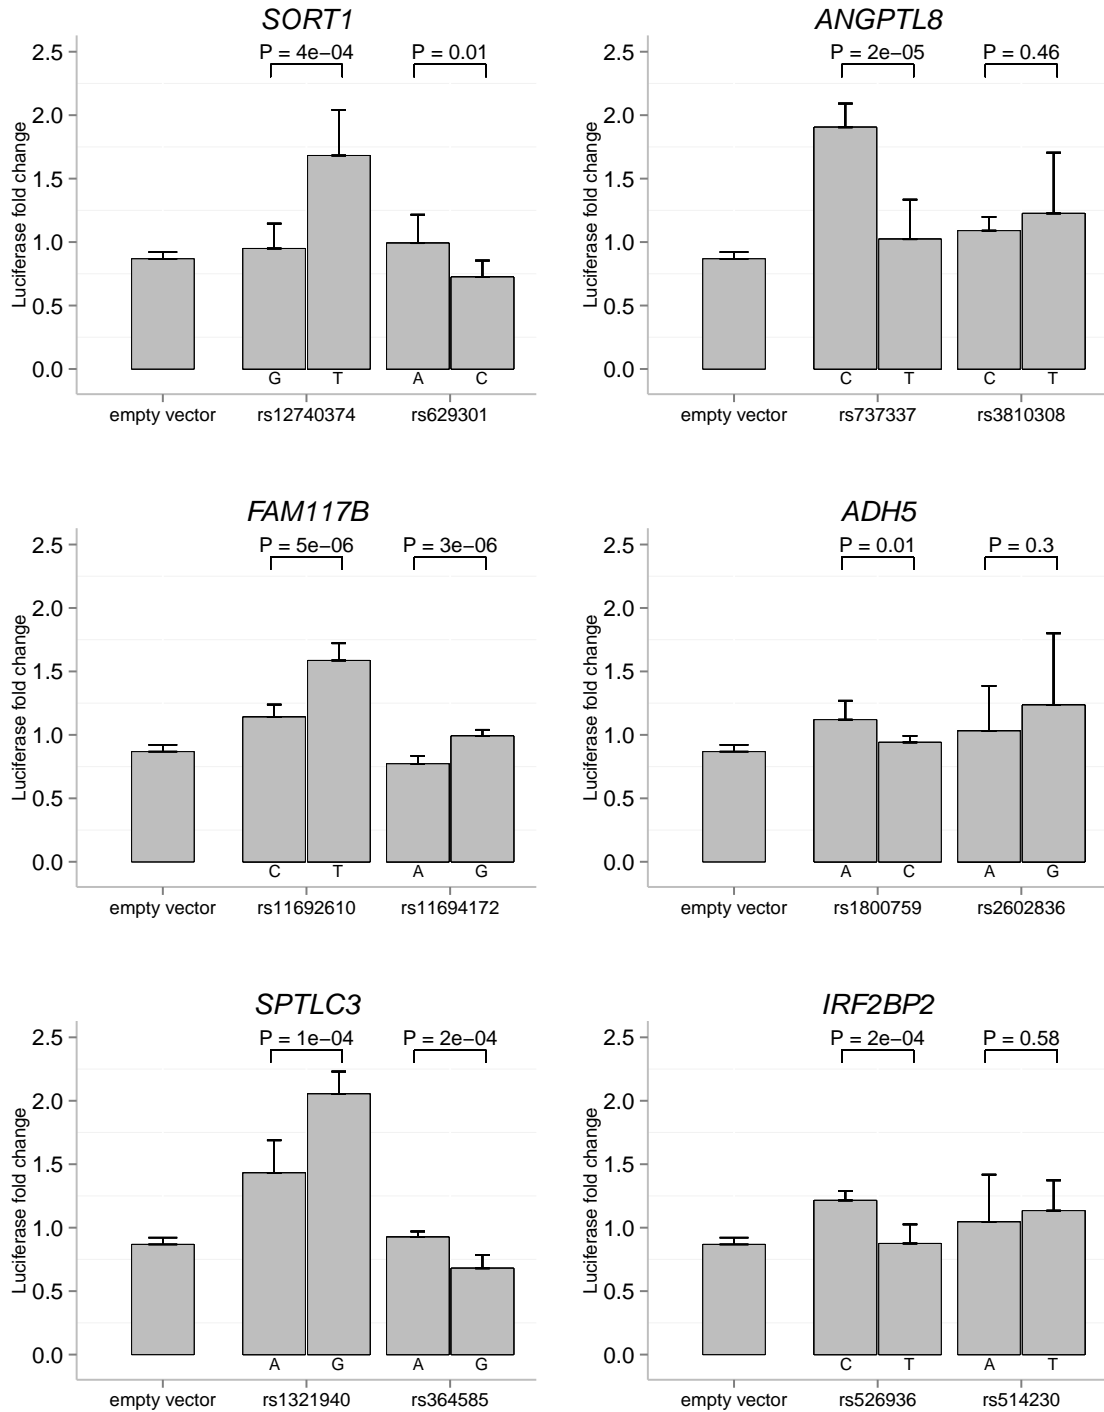 SORT1
P = 4e−04 P = 0.01
2.5
2.0
1.5
1.0
0.5
0.0
Luciferase fold change
G T A C
empty vector rs12740374 rs629301
ANGPTL8
P = 2e−05 P = 0.46
2.5
2.0
1.5
1.0
0.5
0.0
Luciferase fold change
C T C T
empty vector rs737337 rs3810308
FAM117B
P = 5e−06 P = 3e−06
2.5
2.0
1.5
1.0
0.5
0.0
Luciferase fold change
C T A G
empty vector rs11692610 rs11694172
ADH5
P = 0.01 P = 0.3
2.5
2.0
1.5
1.0
0.5
0.0
Luciferase fold change
A C A G
empty vector rs1800759 rs2602836
SPTLC3
P = 1e−04 P = 2e−04
2.5
2.0
1.5
1.0
0.5
0.0
Luciferase fold change
A G A G
empty vector rs1321940 rs364585
IRF2BP2
P = 2e−04 P = 0.58
2.5
2.0
1.5
1.0
0.5
0.0
Luciferase fold change
C T A T
empty vector rs526936 rs514230